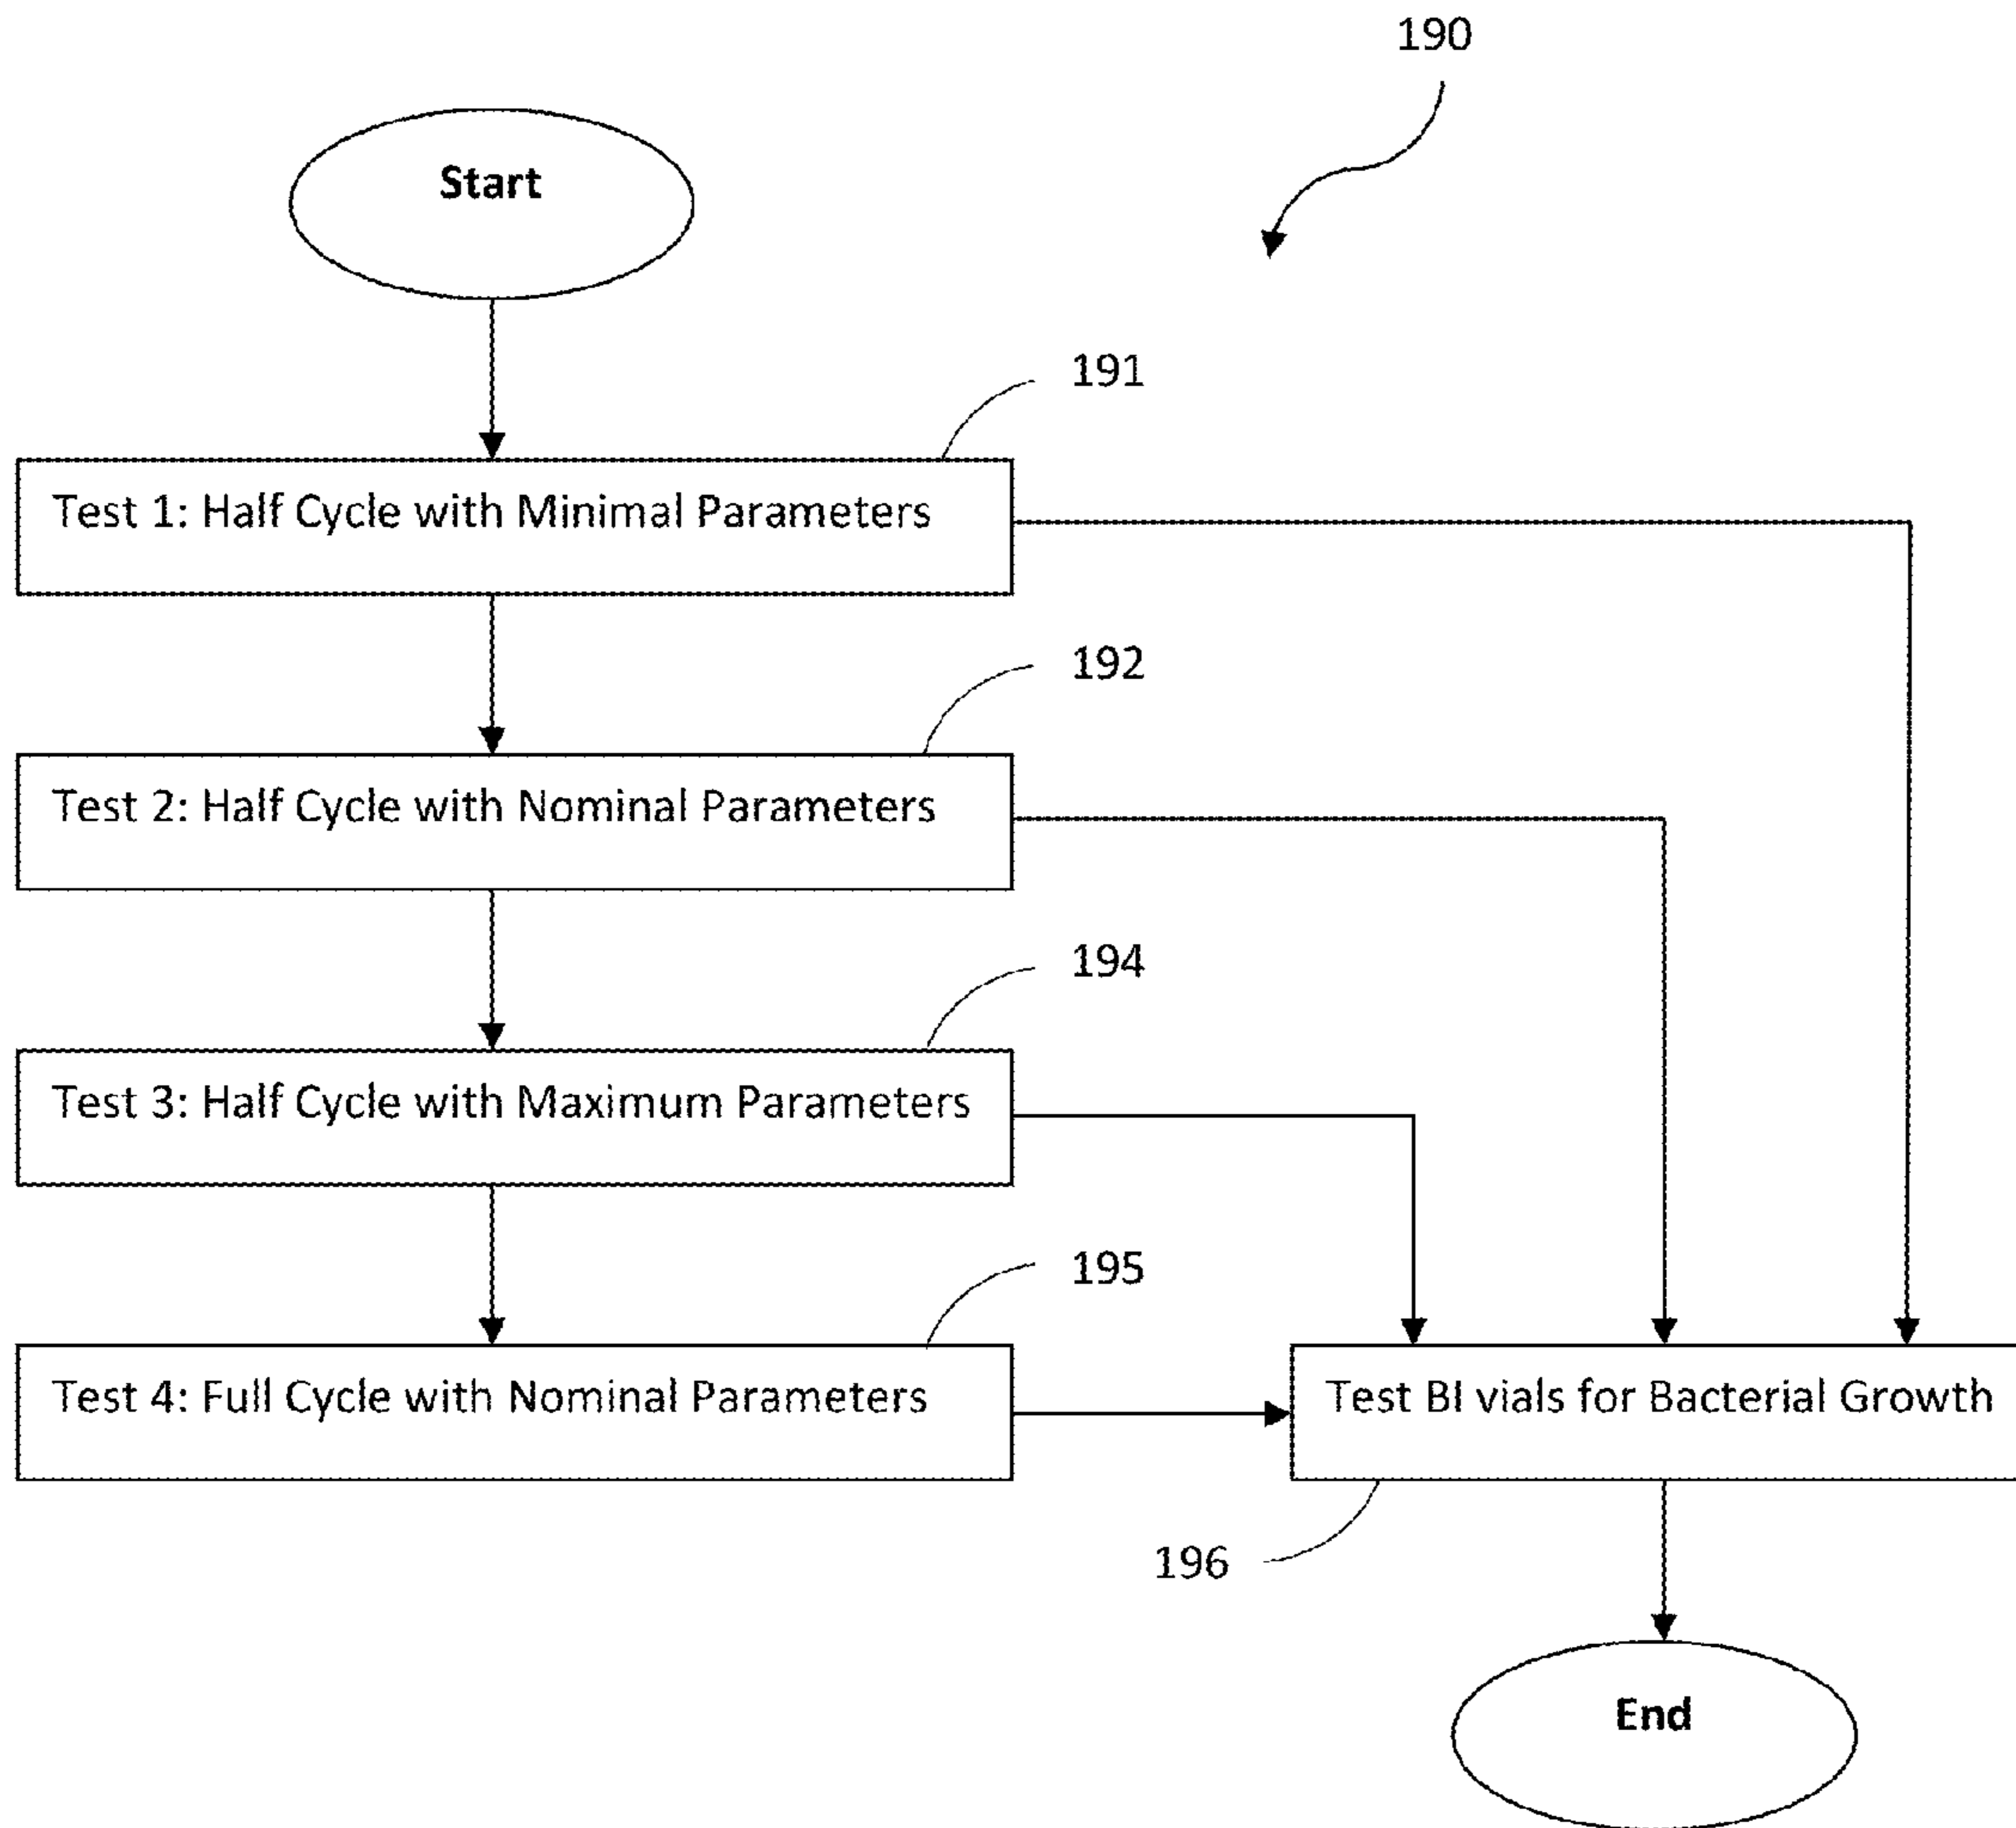 190
Start
191
Test 1: Half Cycle with Minimal Parameters
192
Test 2: Half Cycle with Nominal Parameters
194
Test 3: Half Cycle with Maximum Parameters
195
Test 4: Full Cycle with Nominal Parameters
Test BI vials for Bacterial Growth
196
End